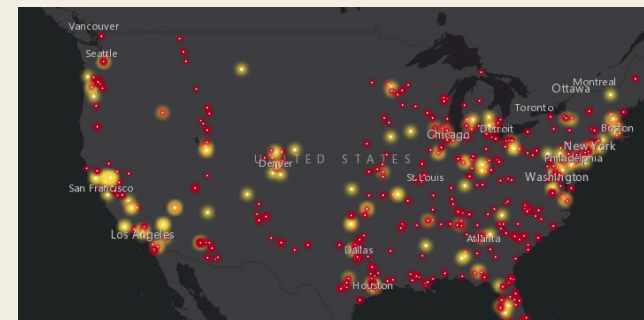 Vancouver
Seattle
Ottawa
Montreal
Toronto
Boston
Detroit
Chicago
New York
Philadelphia
UNITED STATES
Denver
San Francisco
St. Louis
Washington
Los Angeles
Atlanta
Dallas
Houston